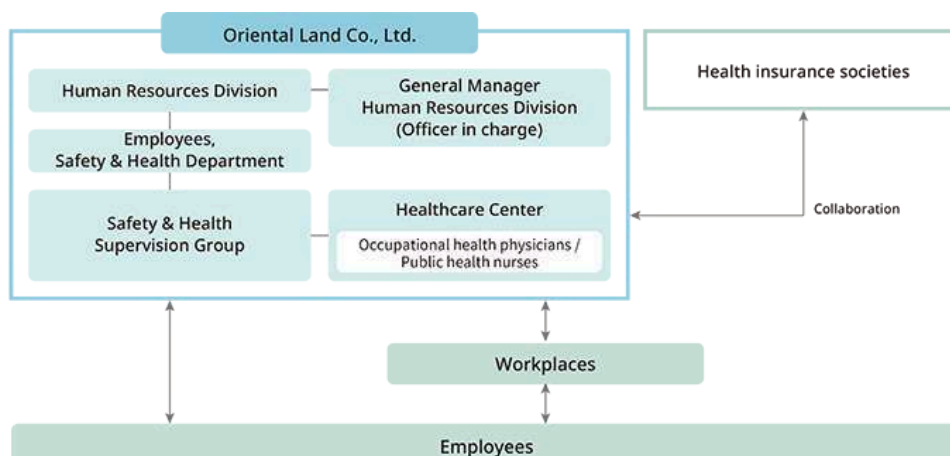 Oriental Land Co., Ltd.
Human Resources Division
General Manager
Human Resources Division
(Officer in charge)
Health insurance societies
Employees,
Safety & Health Department
Safety & Health
Supervision Group
Healthcare Center
Occupational health physicians /
Public health nurses
Collaboration
Workplaces
Employees